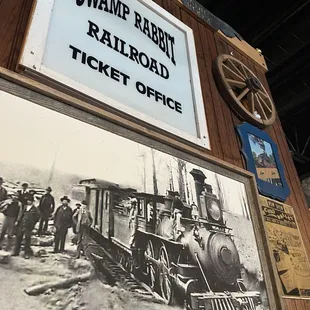 SWAMP RABBIT
RAILROAD
TICKET OFFICE